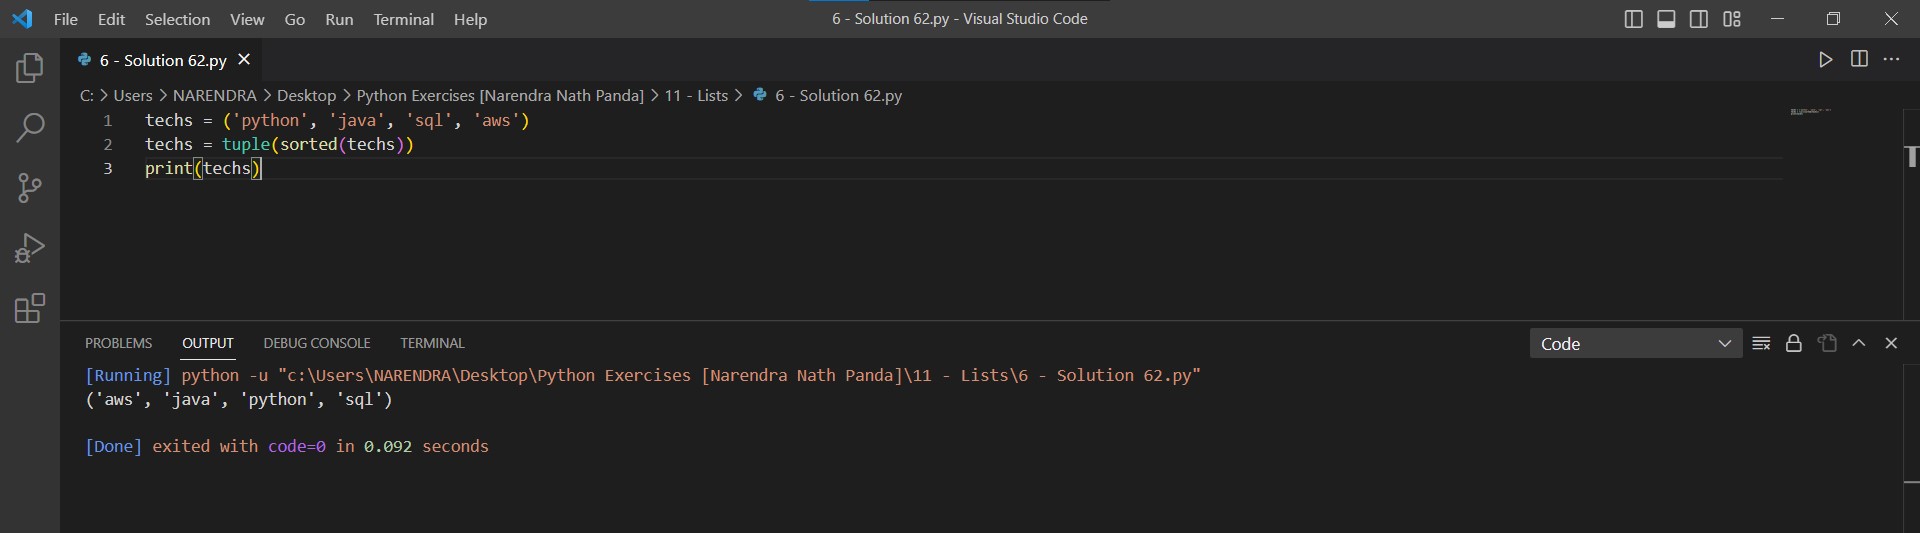 File Edit Selection View Go Run Terminal Help
6 - Solution 62.py - Visual Studio Code
6 - Solution 62.py
C: > Users > NARENDRA > Desktop > Python Exercises [Narendra Nath Panda] > 11 - Lists > 6 - Solution 62.py
1 techs = ('python', 'java', 'sql', 'aws')
2 techs = tuple(sorted(techs))
3 print(techs)
PROBLEMS OUTPUT DEBUG CONSOLE TERMINAL
Code
[Running] python -u "c:\Users\NARENDRA\Desktop\Python Exercises [Narendra Nath Panda]\11 - Lists\6 - Solution 62.py"
('aws', 'java', 'python', 'sql')
[Done] exited with code=0 in 0.092 seconds